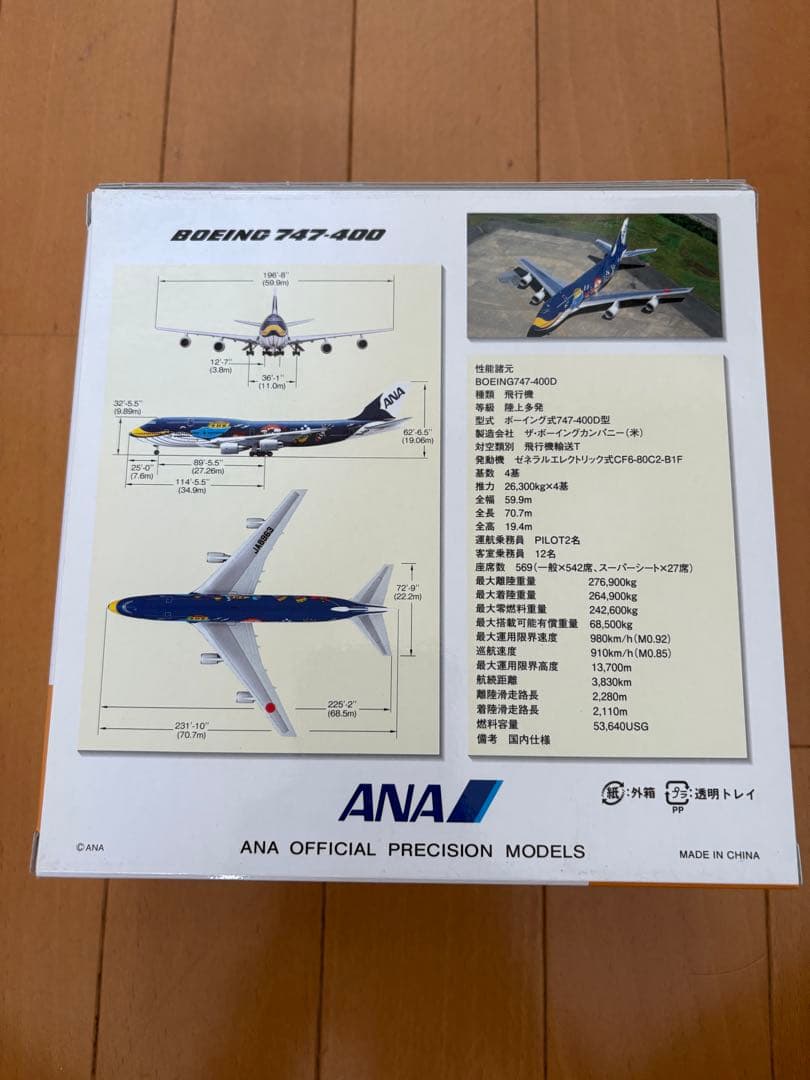 BOEING 747-400
196'-8"
(59.9m)
12'-7"
(3.8m)
36'-1"
(11.0m)
32'-5.5"
(9.89m)
ANA
62'-6.5"
(19.06m)
25'-0"
(7.6m)
89'-5.5"
(27.26m)
114'-5.5"
(34.9m)
JA8963
72'-9"
(22.2m)
225'-2"
(68.5m)
231'-10"
(70.7m)
性能諸元
BOEING747-400D
種類 飛行機
等級 陸上多発
型式 ボーイング式747-400D型
製造会社 ザ・ボーイングカンパニー(米)
対空類別 飛行機輸送T
発動機 ゼネラルエレクトリック式CF6-80C2-B1F
基数 4基
推力 26,300kg×4基
全幅 59.9m
全長 70.7m
全高 19.4m
運航乗務員 PILOT2名
客室乗務員 12名
座席数 569(一般×542席、スーパーシート×27席)
最大離陸重量 276,900kg
最大着陸重量 264,900kg
最大零燃料重量 242,600kg
最大搭載可能有償重量 68,500kg
最大運用限界速度 980km/h(M0.92)
巡航速度 910km/h(M0.85)
最大運用限界高度 13,700m
航続距離 3,830km
離陸滑走路長 2,280m
着陸滑走路長 2,110m
燃料容量 53,640USG
備考 国内仕様
紙:外箱 プラ:透明トレイ
PP
ANA
©ANA
ANA OFFICIAL PRECISION MODELS
MADE IN CHINA